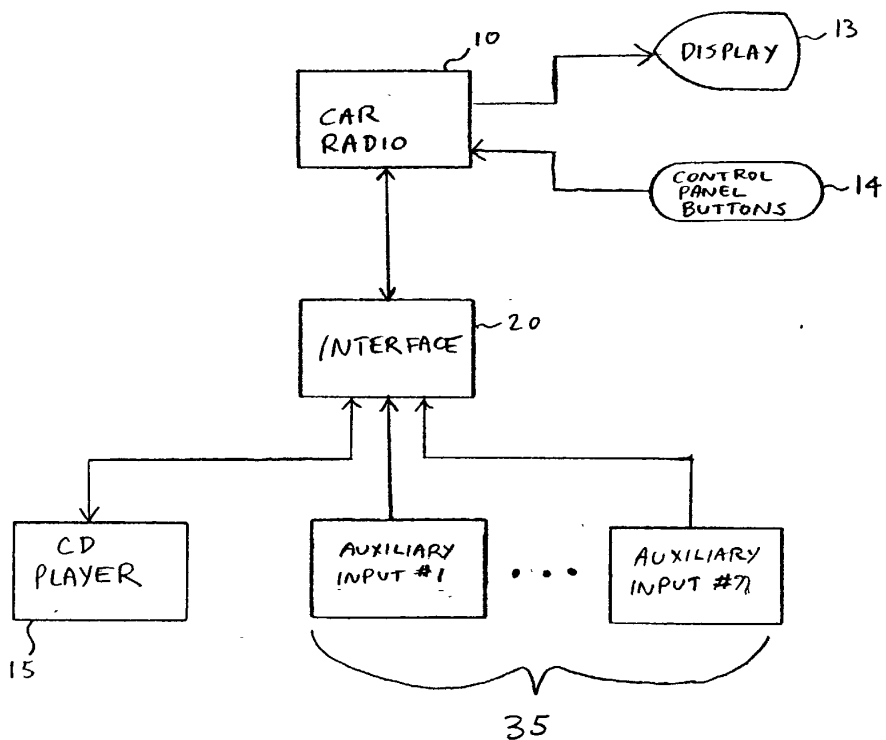 10
13
DISPLAY
CAR
RADIO
CONTROL
PANEL
BUTTONS
14
INTERFACE
20
CD
PLAYER
15
AUXILIARY
INPUT #1
AUXILIARY
INPUT #n
35